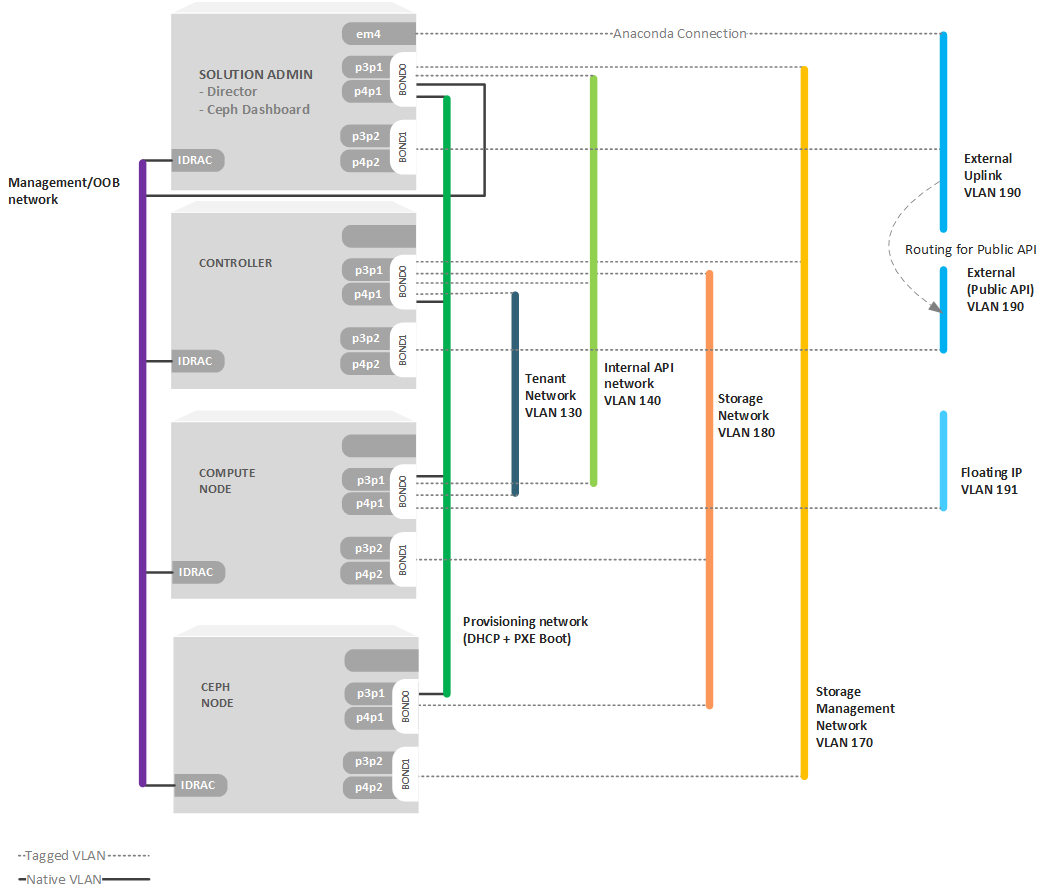 em4
Anaconda Connection
SOLUTION ADMIN
- Director
- Ceph Dashboard
p3p1
p4p1
BOND0
p3p2
p4p2
BOND1
IDRAC
Management/OOB
network
External
Uplink
VLAN 190
Routing for Public API
External
(Public API)
VLAN 190
CONTROLLER
p3p1
p4p1
BOND0
p3p2
p4p2
BOND1
IDRAC
Tenant
Network
VLAN 130
Internal API
network
VLAN 140
Storage
Network
VLAN 180
COMPUTE
NODE
p3p1
p4p1
BOND0
p3p2
p4p2
BOND1
IDRAC
Floating IP
VLAN 191
Provisioning network
(DHCP + PXE Boot)
CEPH
NODE
p3p1
p4p1
BOND0
p3p2
p4p2
BOND1
IDRAC
Storage
Management
Network
VLAN 170
Tagged VLAN
Native VLAN